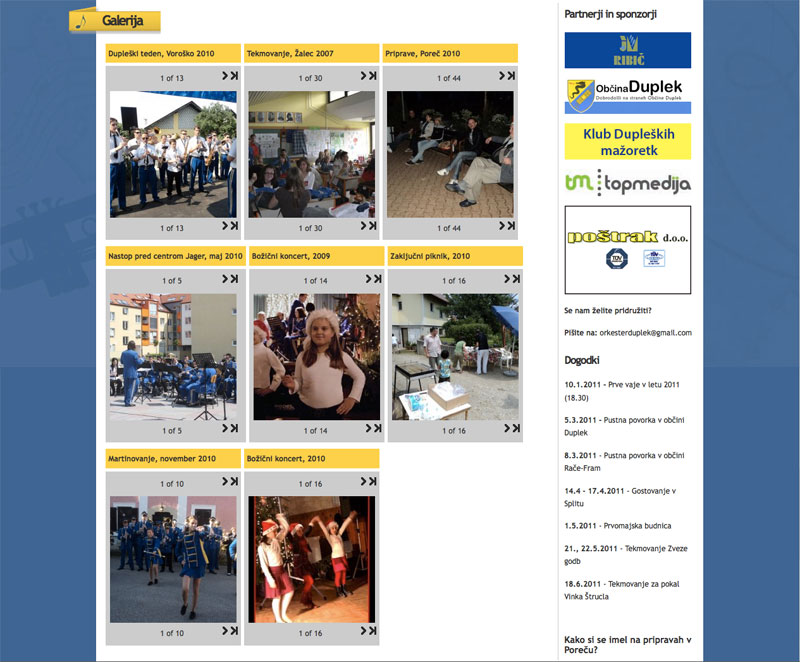 Galerija
Dupleški teden, Voroško 2010
Tekmovanje, Žalec 2007
Priprave, Poreč 2010
1 of 13
1 of 30
1 of 44
1 of 13
1 of 30
1 of 44
Nastop pred centrom Jager, maj 2010
Božični koncert, 2009
Zaključni piknik, 2010
1 of 5
1 of 14
1 of 16
1 of 5
1 of 14
1 of 16
Martinovanje, november 2010
Božični koncert, 2010
1 of 10
1 of 16
1 of 10
1 of 16
Partnerji in sponzorji
RIBIČ
Občina Duplek
Dobrodošli na straneh Občine Duplek
Klub Dupleških
mažoretk
tm topmedija
poštrak d.o.o.
TÜV
TÜV
Se nam želite pridružiti?
Pišite na: orkesterduplek@gmail.com
Dogodki
10.1.2011 - Prve vaje v letu 2011
(18.30)
5.3.2011 - Pustna povorka v občini
Duplek
8.3.2011 - Pustna povorka v občini
Rače-Fram
14.4 - 17.4.2011 - Gostovanje v
Splitu
1.5.2011 - Prvomajska budnica
21., 22.5.2011 - Tekmovanje Zveze
godb
18.6.2011 - Tekmovanje za pokal
Vinka Štrucla
Kako si se imel na pripravah v
Poreču?